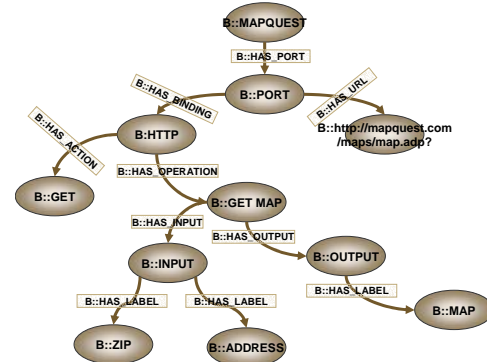 B::MAPQUEST
B::HAS_PORT
B::PORT
B::HAS_BINDING
B::HAS_URL
B::HTTP
B::http://mapquest.com
/maps/map.adp?
B::HAS_ACTION
B::HAS_OPERATION
B::GET
B::GET MAP
B::HAS_INPUT
B::HAS_OUTPUT
B::INPUT
B::OUTPUT
B::HAS_LABEL
B::HAS_LABEL
B::HAS_LABEL
B::MAP
B::ZIP
B::ADDRESS